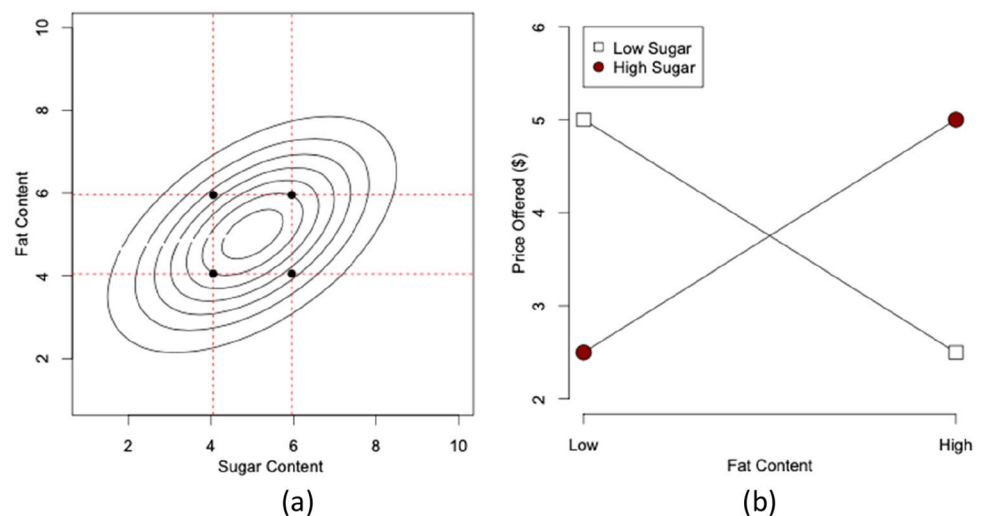 10
8
6
4
2
Fat Content
2 4 6 8 10
Sugar Content
(a)
6
5
4
3
2
Price Offered ($)
Low Sugar
High Sugar
Low High
Fat Content
(b)